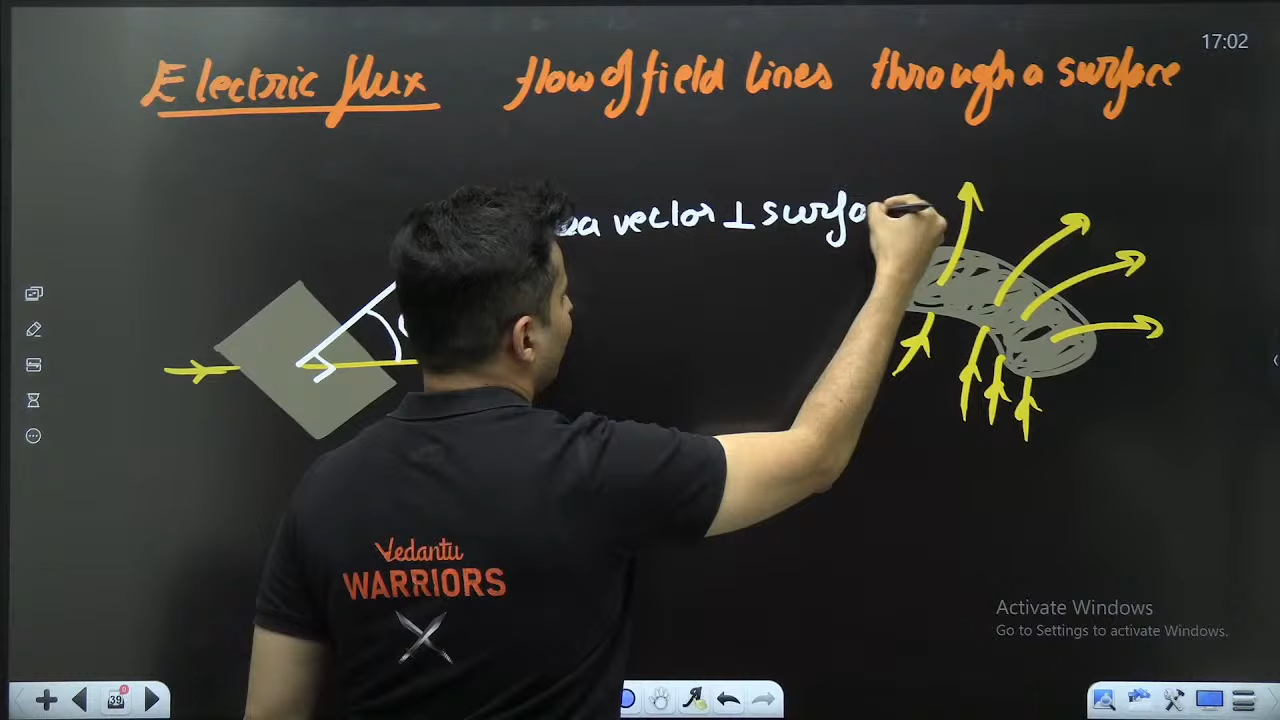 17:02
Electric flux flow of field lines through a surface
vector ⊥ surfa
Vedantu
WARRIORS
Activate Windows
Go to Settings to activate Windows.
39